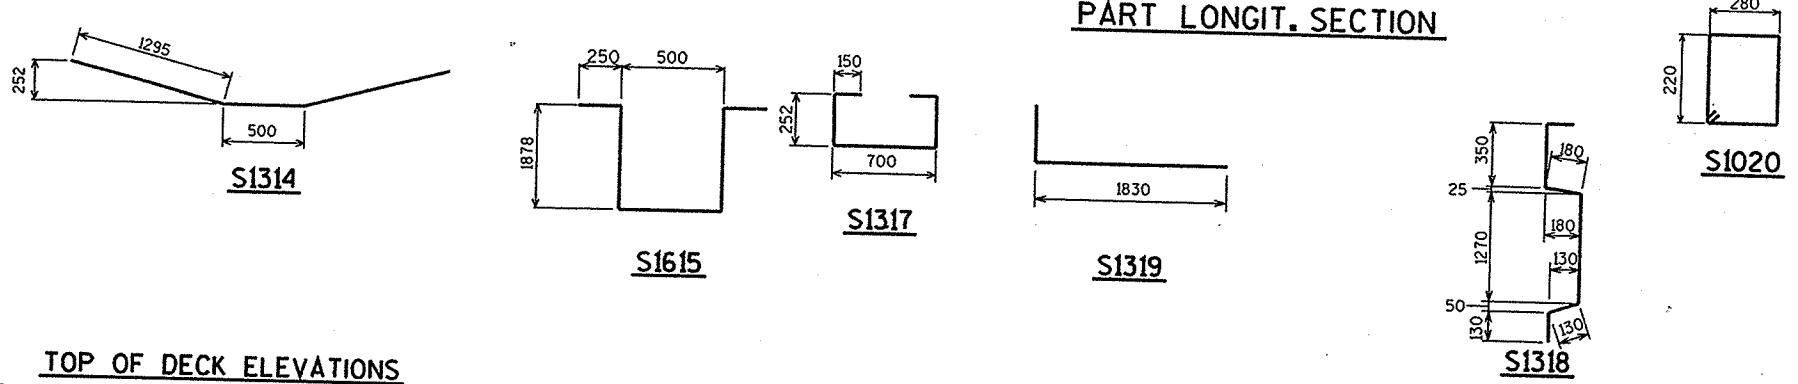 PART LONGIT. SECTION
1295
252
500
S1314
250
500
1878
S1615
150
252
700
S1317
1830
S1319
350
180
25
180
1270
130
50
130
130
S1318
280
220
S1020
TOP OF DECK ELEVATIONS